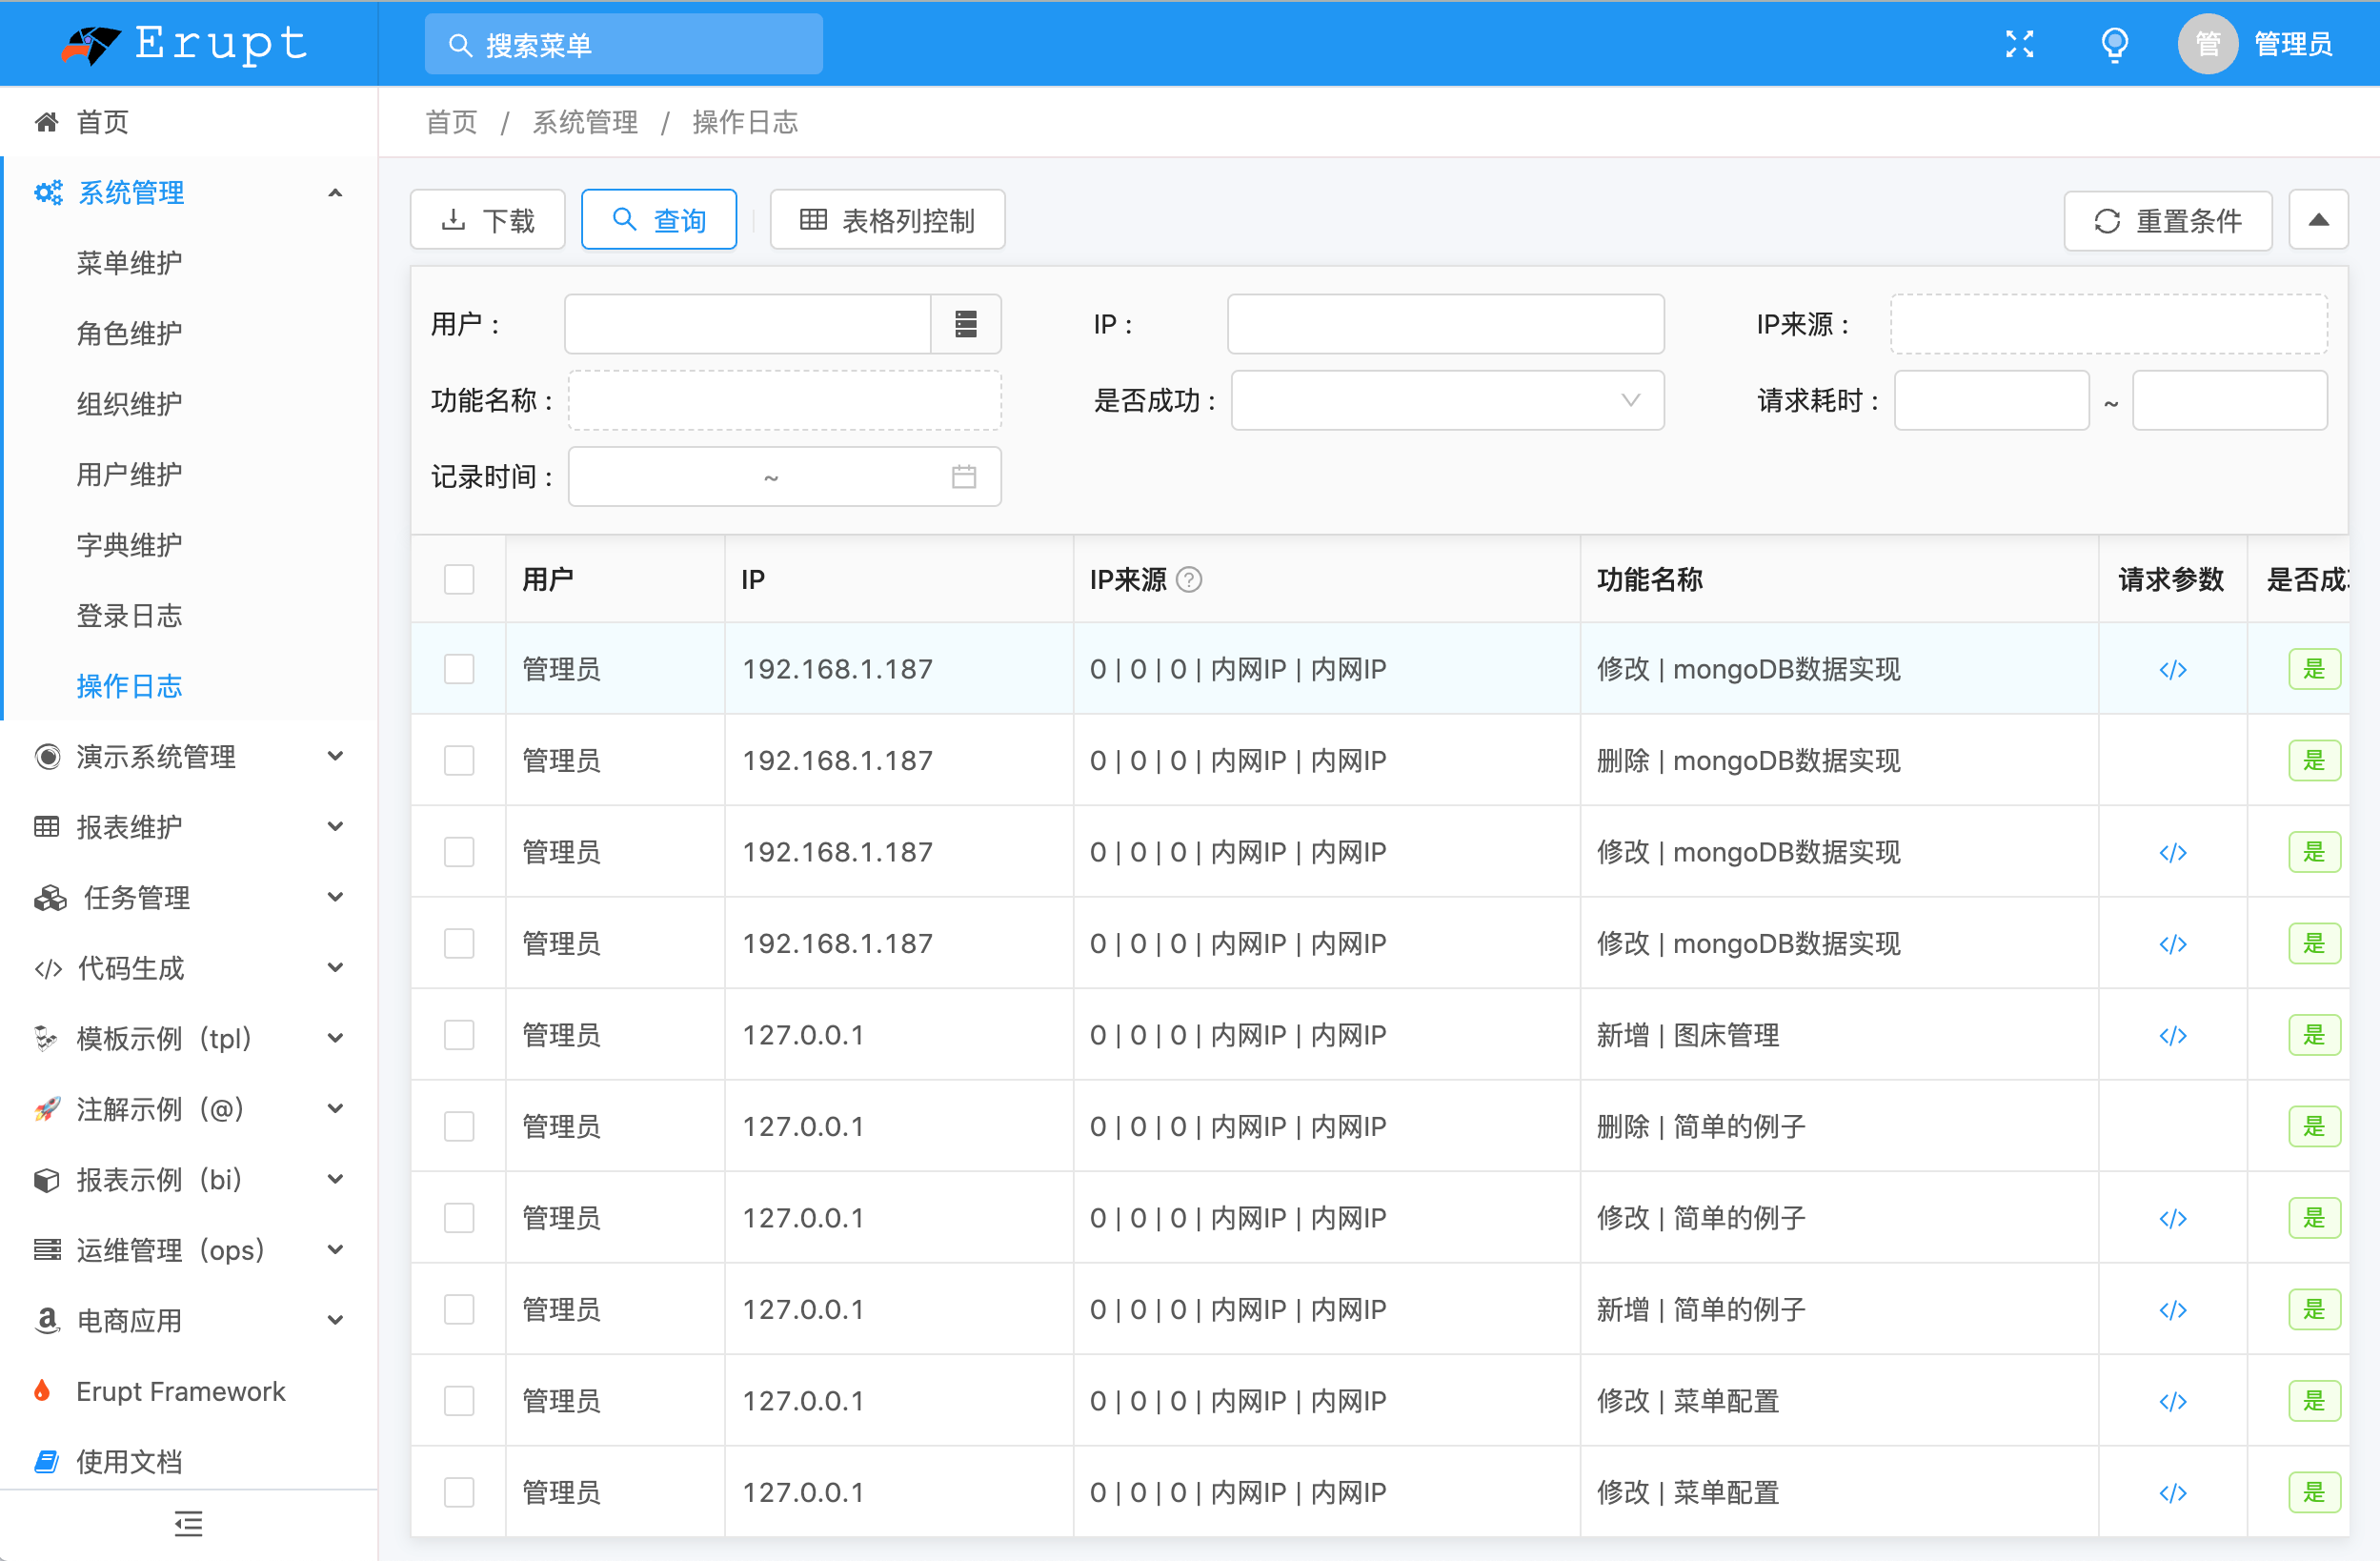 Erupt
搜索菜单
管 管理员
首页
系统管理
菜单维护
角色维护
组织维护
用户维护
字典维护
登录日志
操作日志
演示系统管理
报表维护
任务管理
代码生成
模板示例（tpl）
注解示例（@）
报表示例（bi）
运维管理（ops）
电商应用
Erupt Framework
使用文档
首页 / 系统管理 / 操作日志
下载 查询 表格列控制 重置条件
用户 : IP : IP来源 :
功能名称 : 是否成功 : 请求耗时 : ~
记录时间 : ~
用户 IP IP来源 功能名称 请求参数 是否成
管理员 192.168.1.187 0 | 0 | 0 | 内网IP | 内网IP 修改 | mongoDB数据实现 </> 是
管理员 192.168.1.187 0 | 0 | 0 | 内网IP | 内网IP 删除 | mongoDB数据实现 是
管理员 192.168.1.187 0 | 0 | 0 | 内网IP | 内网IP 修改 | mongoDB数据实现 </> 是
管理员 192.168.1.187 0 | 0 | 0 | 内网IP | 内网IP 修改 | mongoDB数据实现 </> 是
管理员 127.0.0.1 0 | 0 | 0 | 内网IP | 内网IP 新增 | 图床管理 </> 是
管理员 127.0.0.1 0 | 0 | 0 | 内网IP | 内网IP 删除 | 简单的例子 是
管理员 127.0.0.1 0 | 0 | 0 | 内网IP | 内网IP 修改 | 简单的例子 </> 是
管理员 127.0.0.1 0 | 0 | 0 | 内网IP | 内网IP 新增 | 简单的例子 </> 是
管理员 127.0.0.1 0 | 0 | 0 | 内网IP | 内网IP 修改 | 菜单配置 </> 是
管理员 127.0.0.1 0 | 0 | 0 | 内网IP | 内网IP 修改 | 菜单配置 </> 是